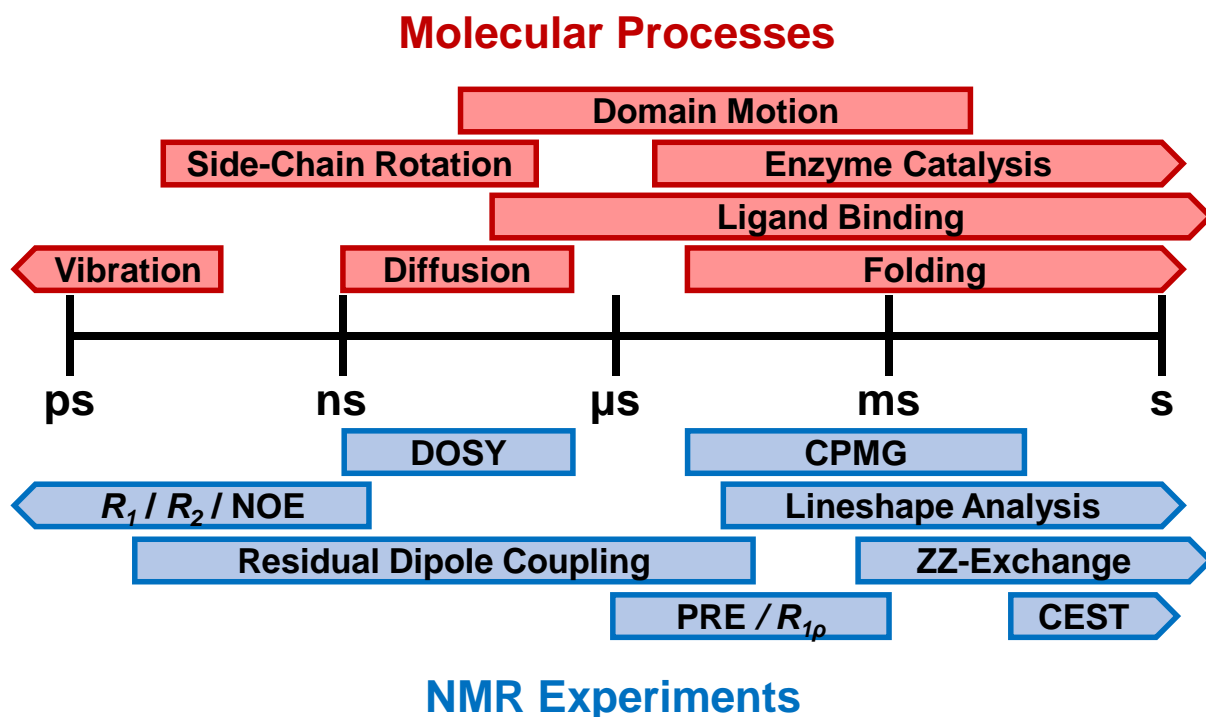 Molecular Processes
Domain Motion
Side-Chain Rotation
Enzyme Catalysis
Ligand Binding
Vibration
Diffusion
Folding
ps
ns
µs
ms
s
DOSY
CPMG
R1 / R2 / NOE
Lineshape Analysis
Residual Dipole Coupling
ZZ-Exchange
PRE / R1ρ
CEST
NMR Experiments